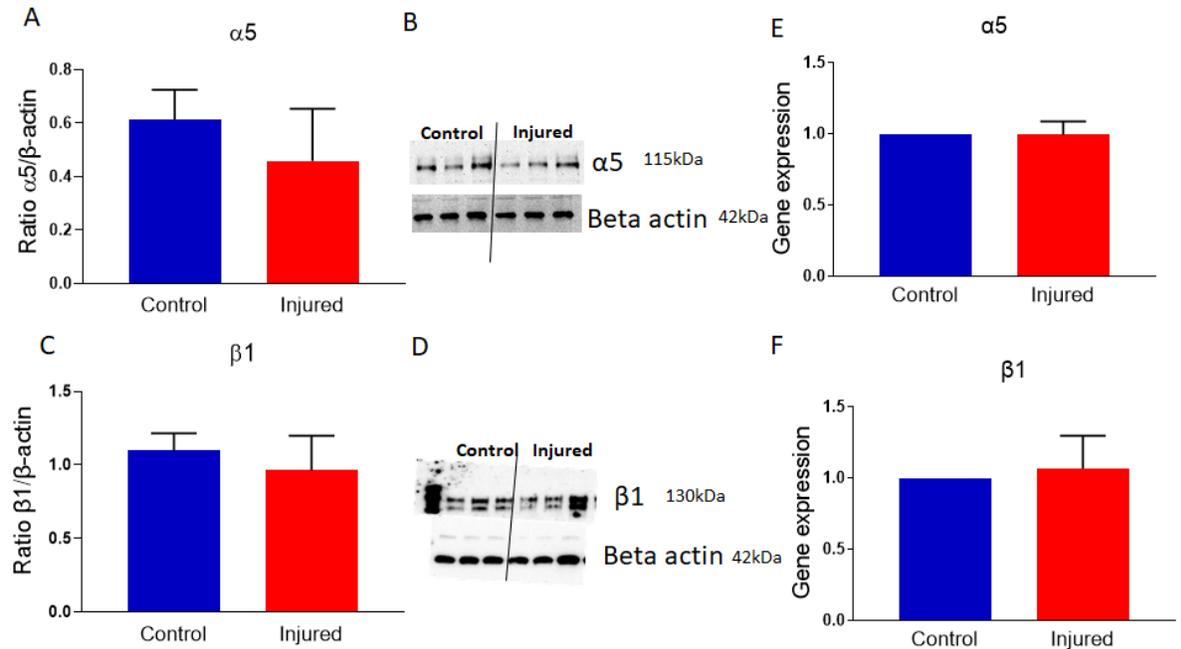 A
α5
Ratio α5/β-actin
0.8
0.6
0.4
0.2
0.0
Control
Injured
B
Control
Injured
α5
115kDa
Beta actin
42kDa
E
α5
Gene expression
1.5
1.0
0.5
0.0
Control
Injured
C
β1
Ratio β1/β-actin
1.5
1.0
0.5
0.0
Control
Injured
D
Control
Injured
β1
130kDa
Beta actin
42kDa
F
β1
Gene expression
1.5
1.0
0.5
0.0
Control
Injured